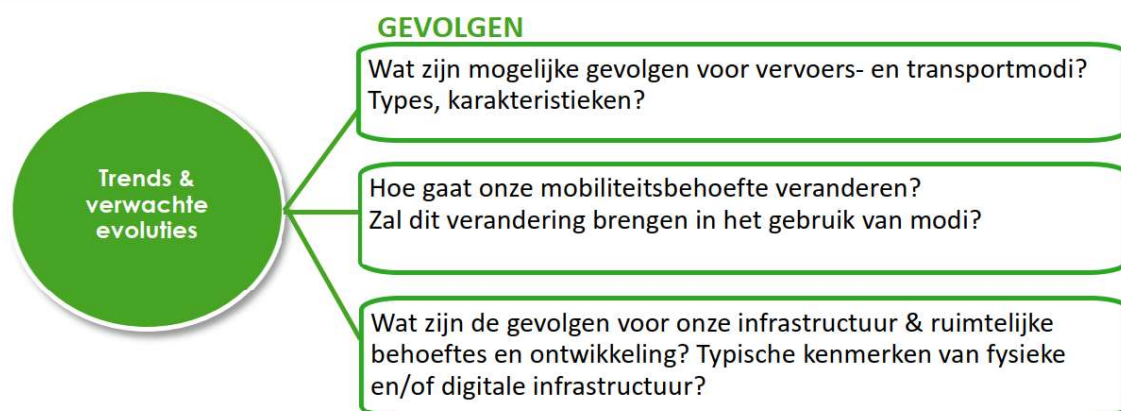 GEVOLGEN
Wat zijn mogelijke gevolgen voor vervoers- en transportmodi?
Types, karakteristieken?
Trends &
verwachte
evoluties
Hoe gaat onze mobiliteitsbehoefte veranderen?
Zal dit verandering brengen in het gebruik van modi?
Wat zijn de gevolgen voor onze infrastructuur & ruimtelijke
behoeftes en ontwikkeling? Typische kenmerken van fysieke
en/of digitale infrastructuur?